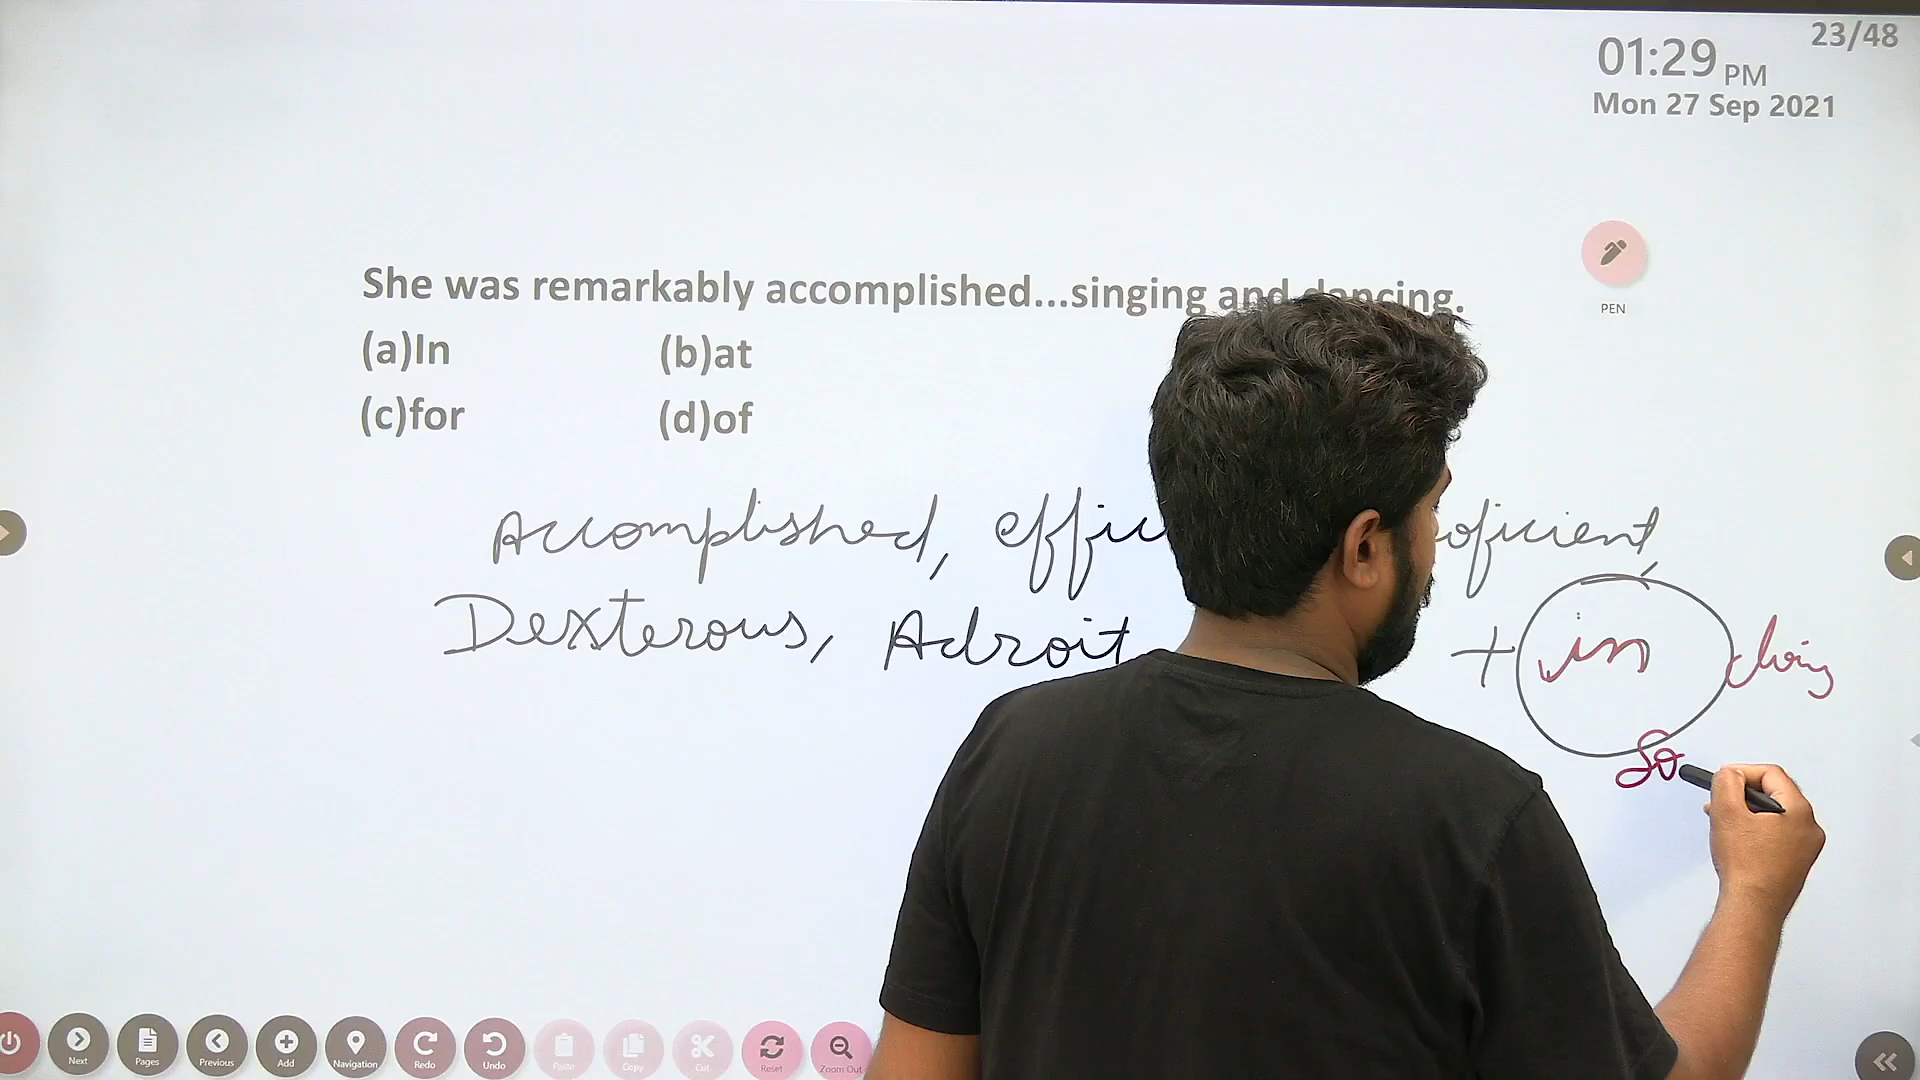 23/48
01:29 PM
Mon 27 Sep 2021
PEN
She was remarkably accomplished...singing and dancing.
(a)In (b)at
(c)for (d)of
Accomplished,
Dexterous, Adroit + in doing
So
Next Pages Previous Add Navigation Redo Undo Paste Copy Cut Reset Zoom Out